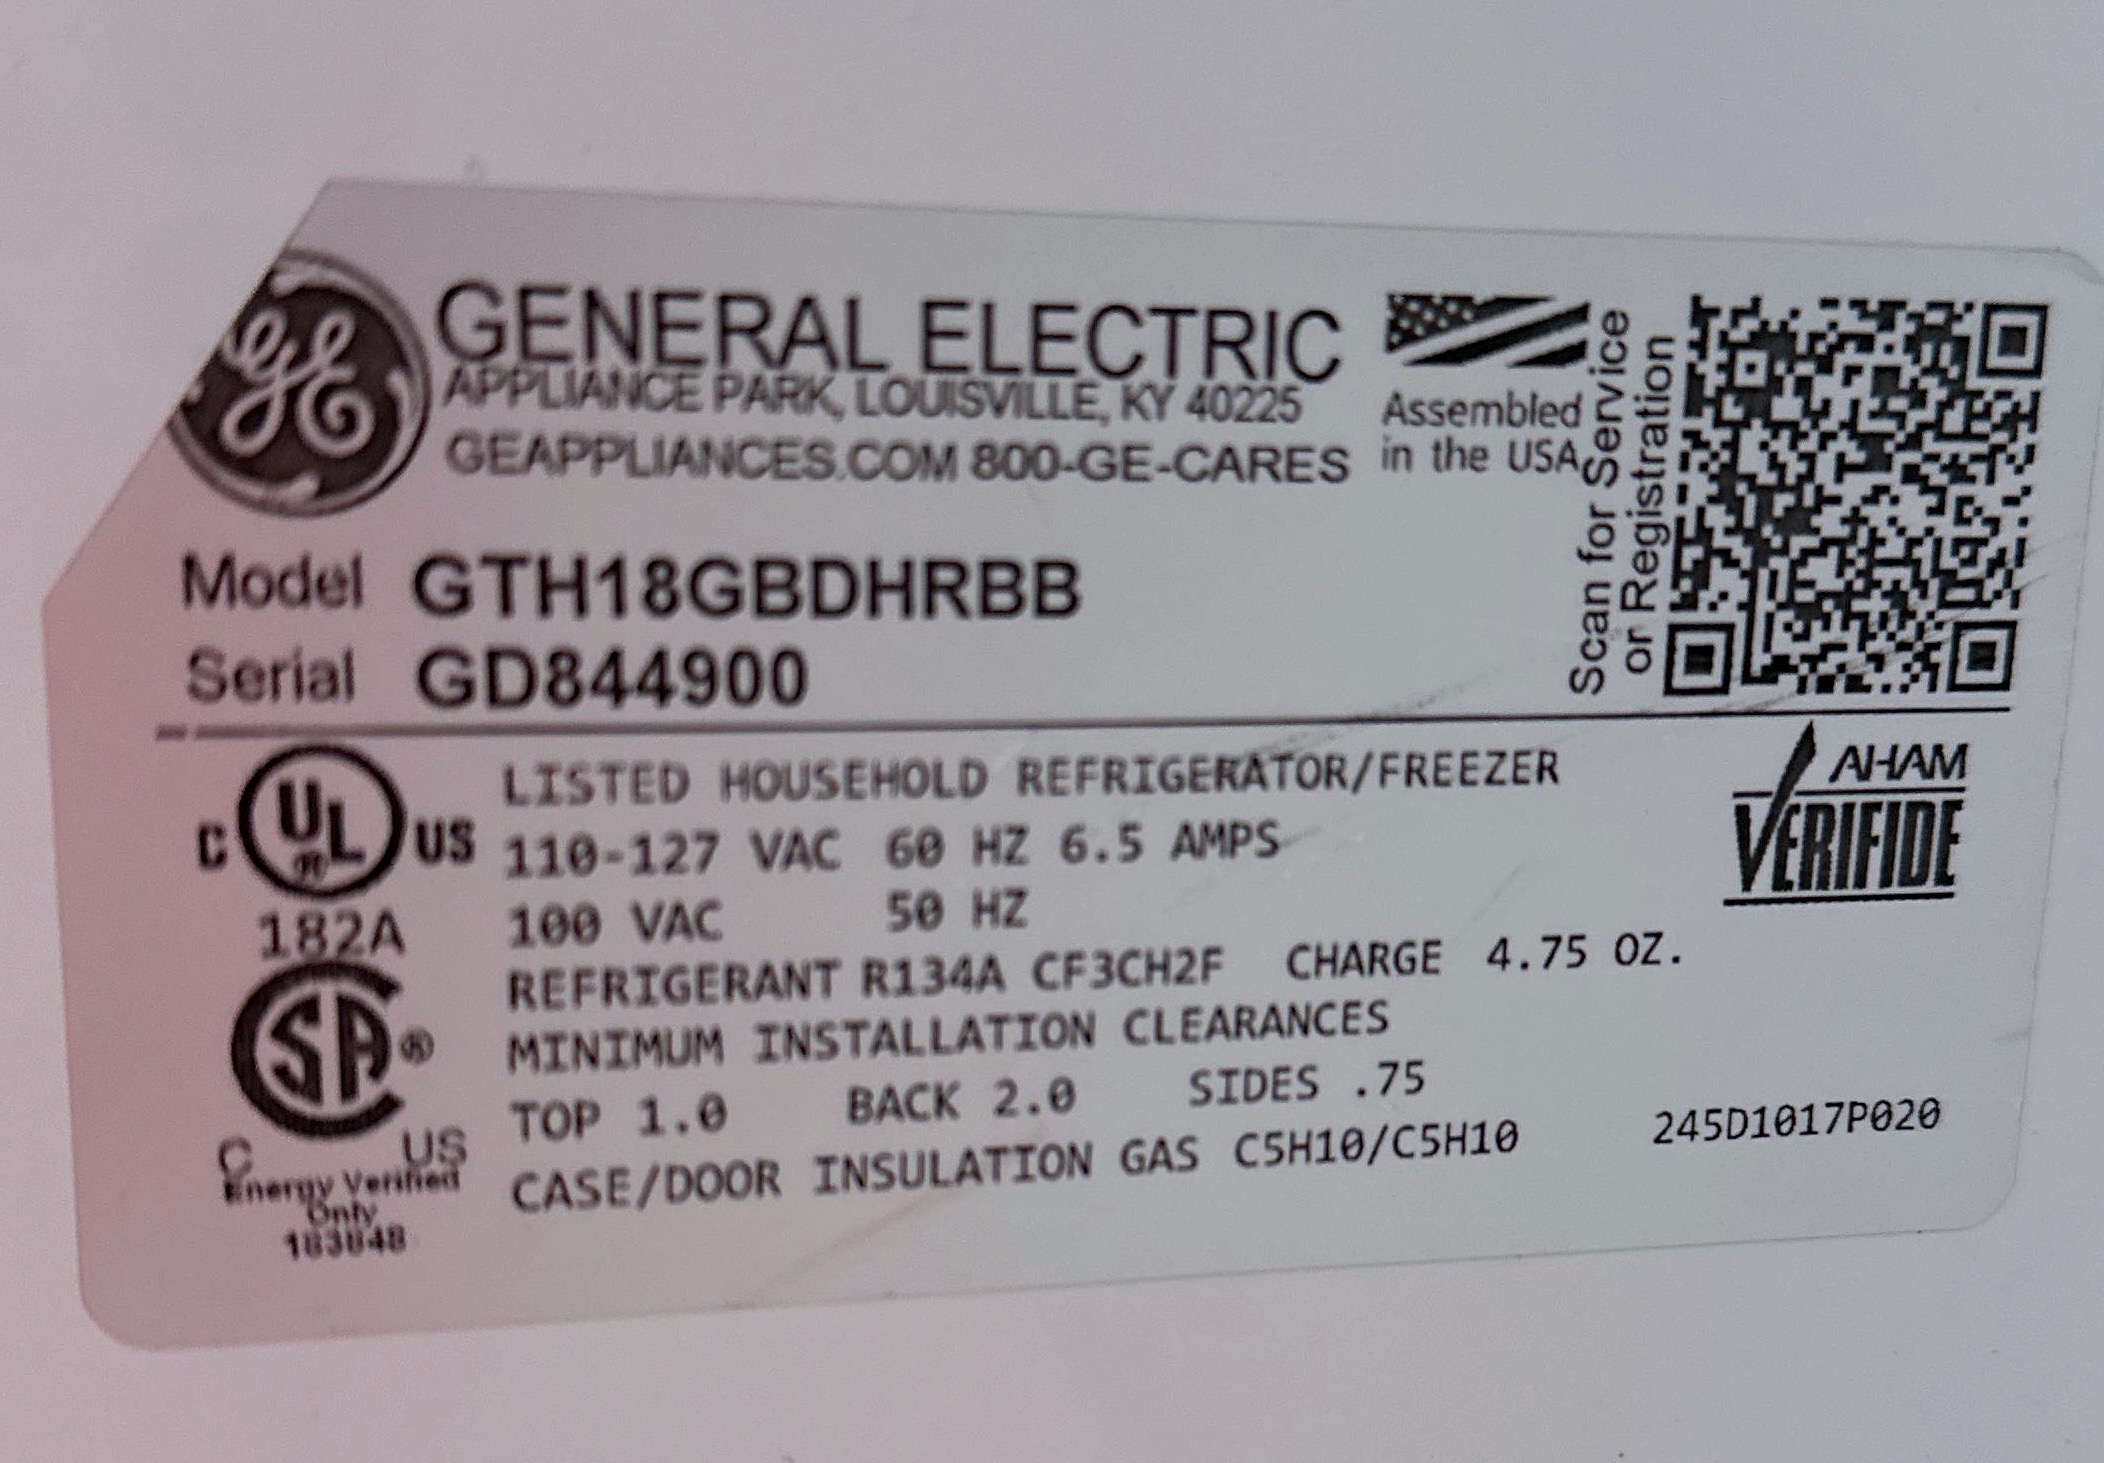 GE
GENERAL ELECTRIC
APPLIANCE PARK, LOUISVILLE, KY 40225
GEAPPLIANCES.COM 800-GE-CARES
Assembled
in the USA
Scan for Service
or Registration
Model GTH18GBDHRBB
Serial GD844900
C UL ® US
182A
LISTED HOUSEHOLD REFRIGERATOR/FREEZER
110-127 VAC 60 HZ 6.5 AMPS
100 VAC 50 HZ
REFRIGERANT R134A CF3CH2F CHARGE 4.75 OZ.
MINIMUM INSTALLATION CLEARANCES
TOP 1.0 BACK 2.0 SIDES .75
CASE/DOOR INSULATION GAS C5H10/C5H10
245D1017P020
AHAM
VERIFIDE
CSA ®
C US
Energy Verified
Only
183848